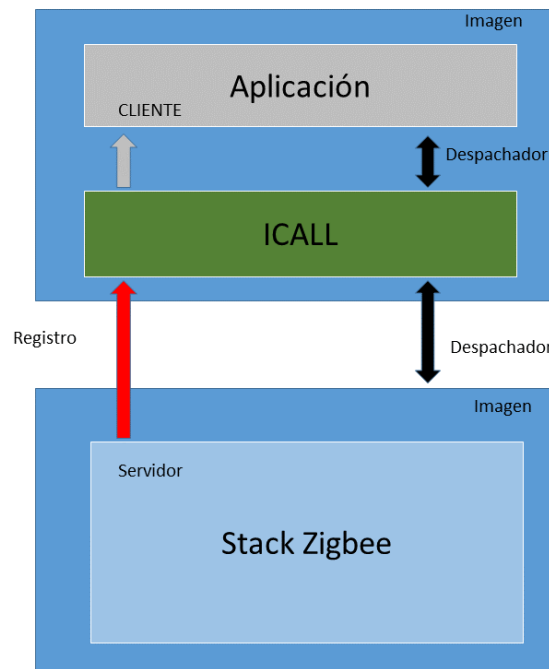 Imagen
Aplicación
CLIENTE
Despachador
ICALL
Registro
Despachador
Imagen
Servidor
Stack Zigbee